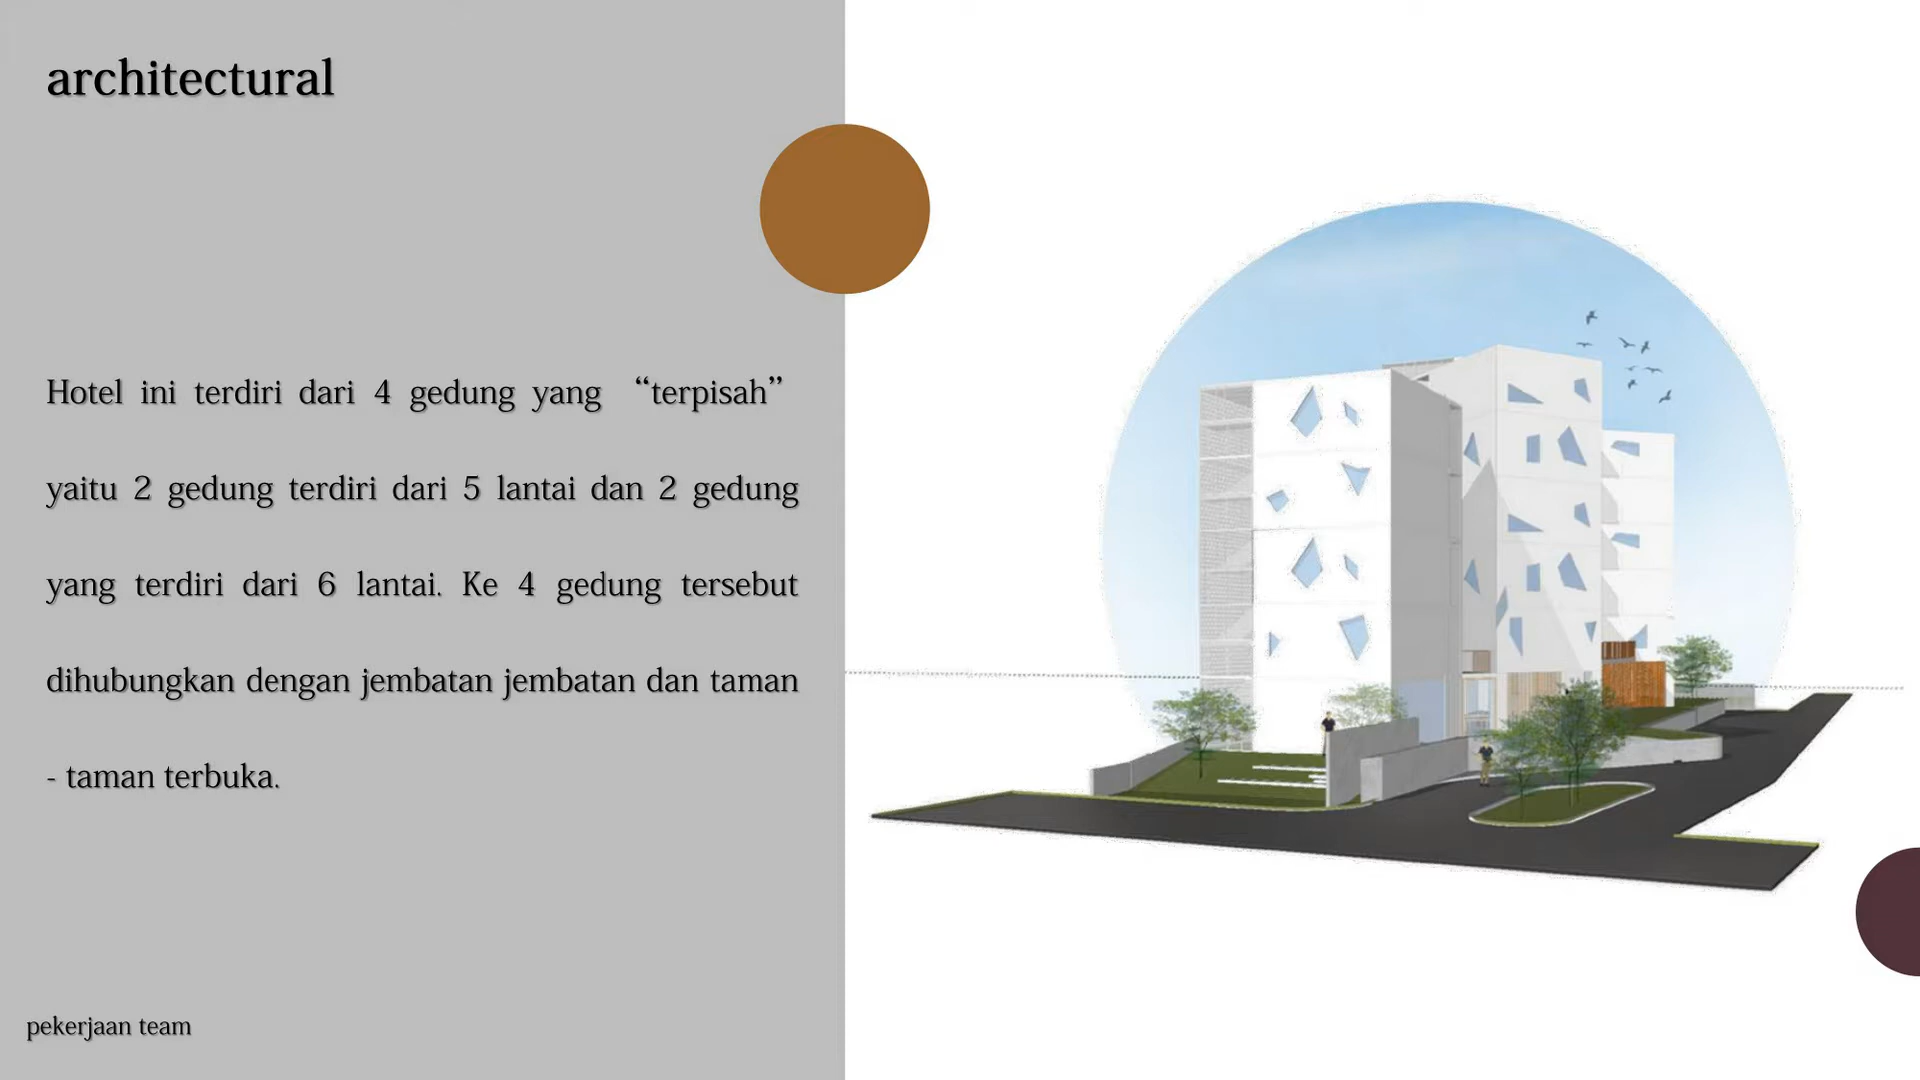 architectural
Hotel ini terdiri dari 4 gedung yang “terpisah”
yaitu 2 gedung terdiri dari 5 lantai dan 2 gedung
yang terdiri dari 6 lantai. Ke 4 gedung tersebut
dihubungkan dengan jembatan jembatan dan taman
- taman terbuka.
pekerjaan team